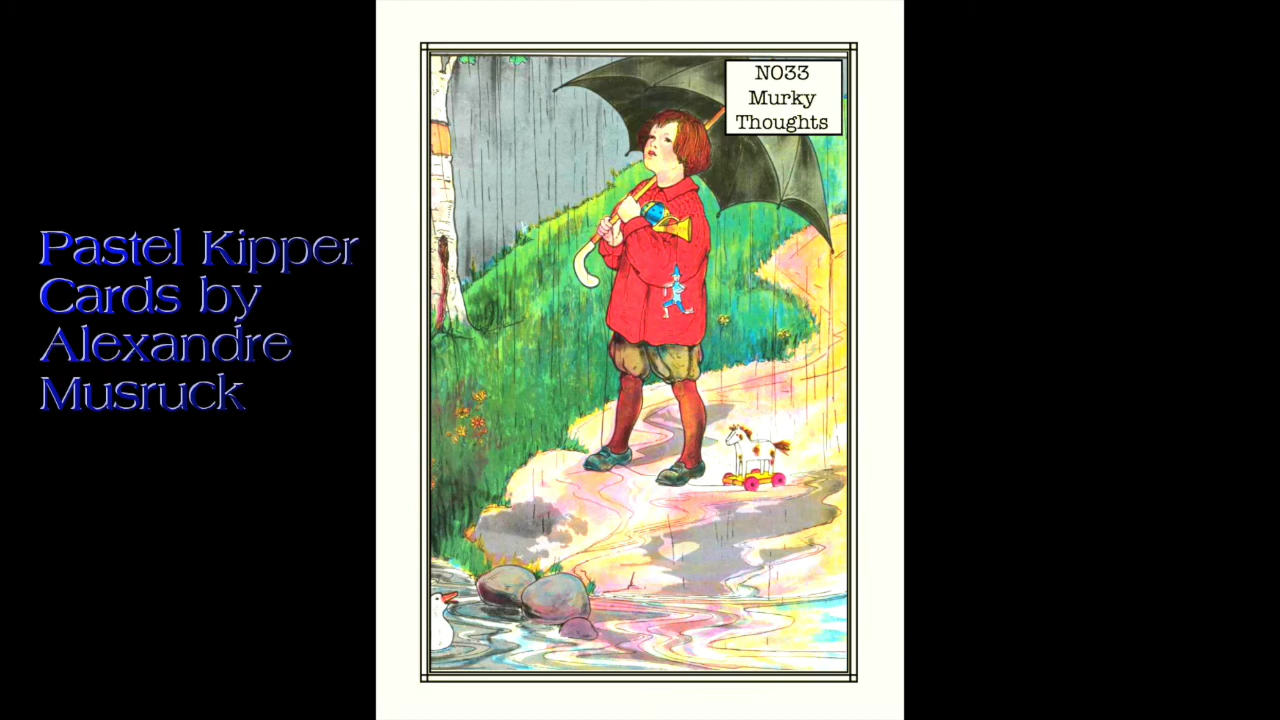 Pastel Kipper
Cards by
Alexandre
Musruck
NO33
Murky
Thoughts